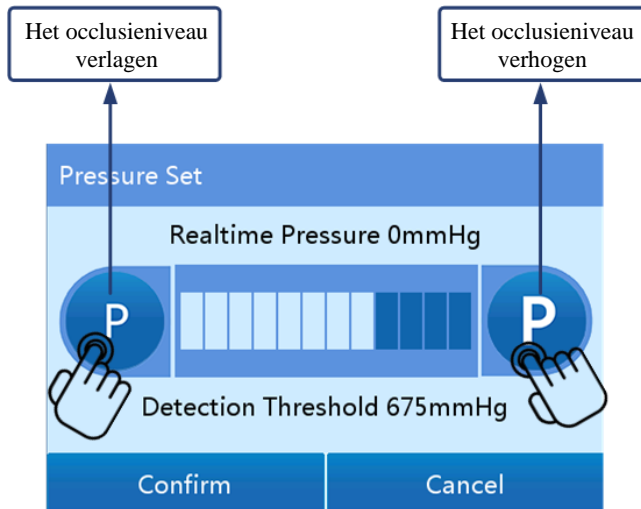 Het occlusieniveau
verlagen
Het occlusieniveau
verhogen
Pressure Set
Realtime Pressure 0mmHg
P
P
Detection Threshold 675mmHg
Confirm
Cancel